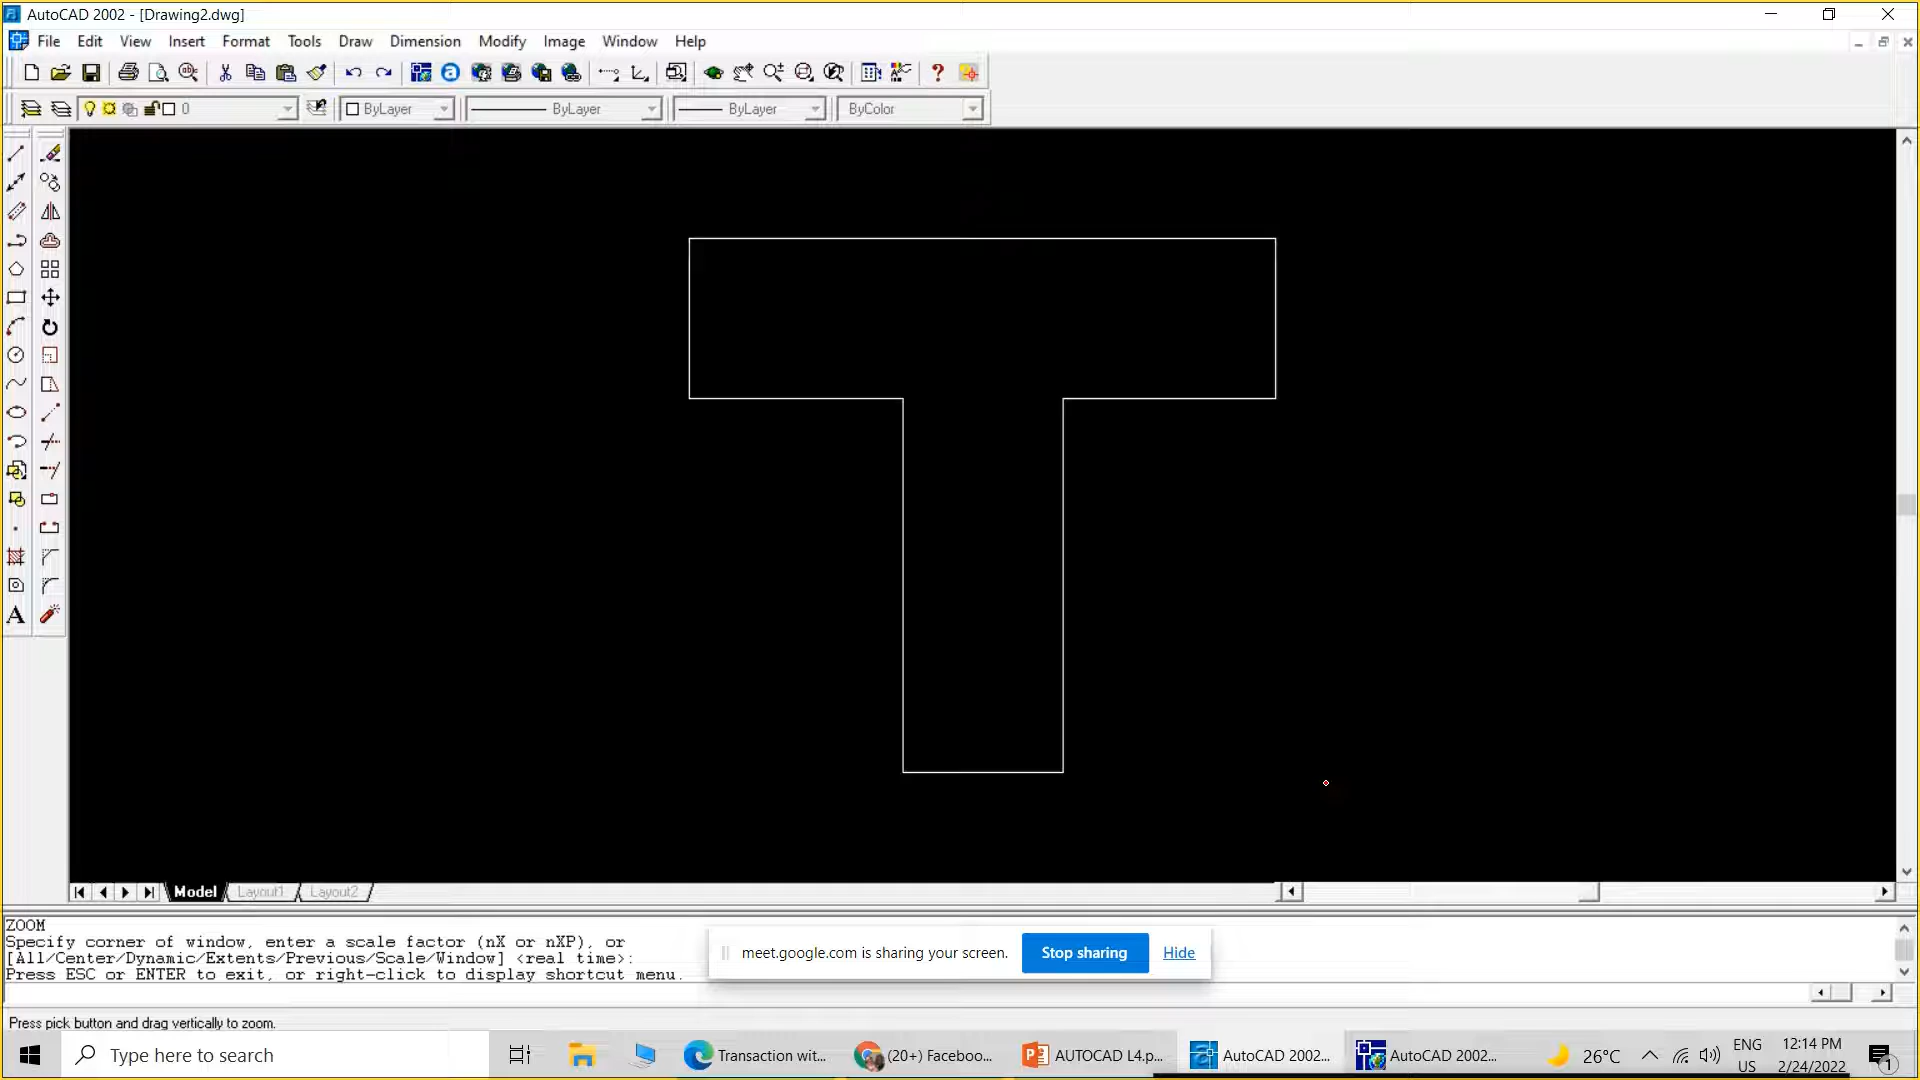 AutoCAD 2002 - [Drawing2.dwg]
File Edit View Insert Format Tools Draw Dimension Modify Image Window Help
0 ByLayer ByLayer ByLayer ByColor
A
Model Layout1 Layout2
ZOOM
Specify corner of window, enter a scale factor (nX or nXP), or
[All/Center/Dynamic/Extents/Previous/Scale/Window] <real time>:
Press ESC or ENTER to exit, or right-click to display shortcut menu.
meet.google.com is sharing your screen. Stop sharing Hide
Press pick button and drag vertically to zoom.
Type here to search Transaction wit... (20+) Faceboo... AUTOCAD L4.p... AutoCAD 2002... AutoCAD 2002... 26°C ENG US 12:14 PM 2/24/2022 1